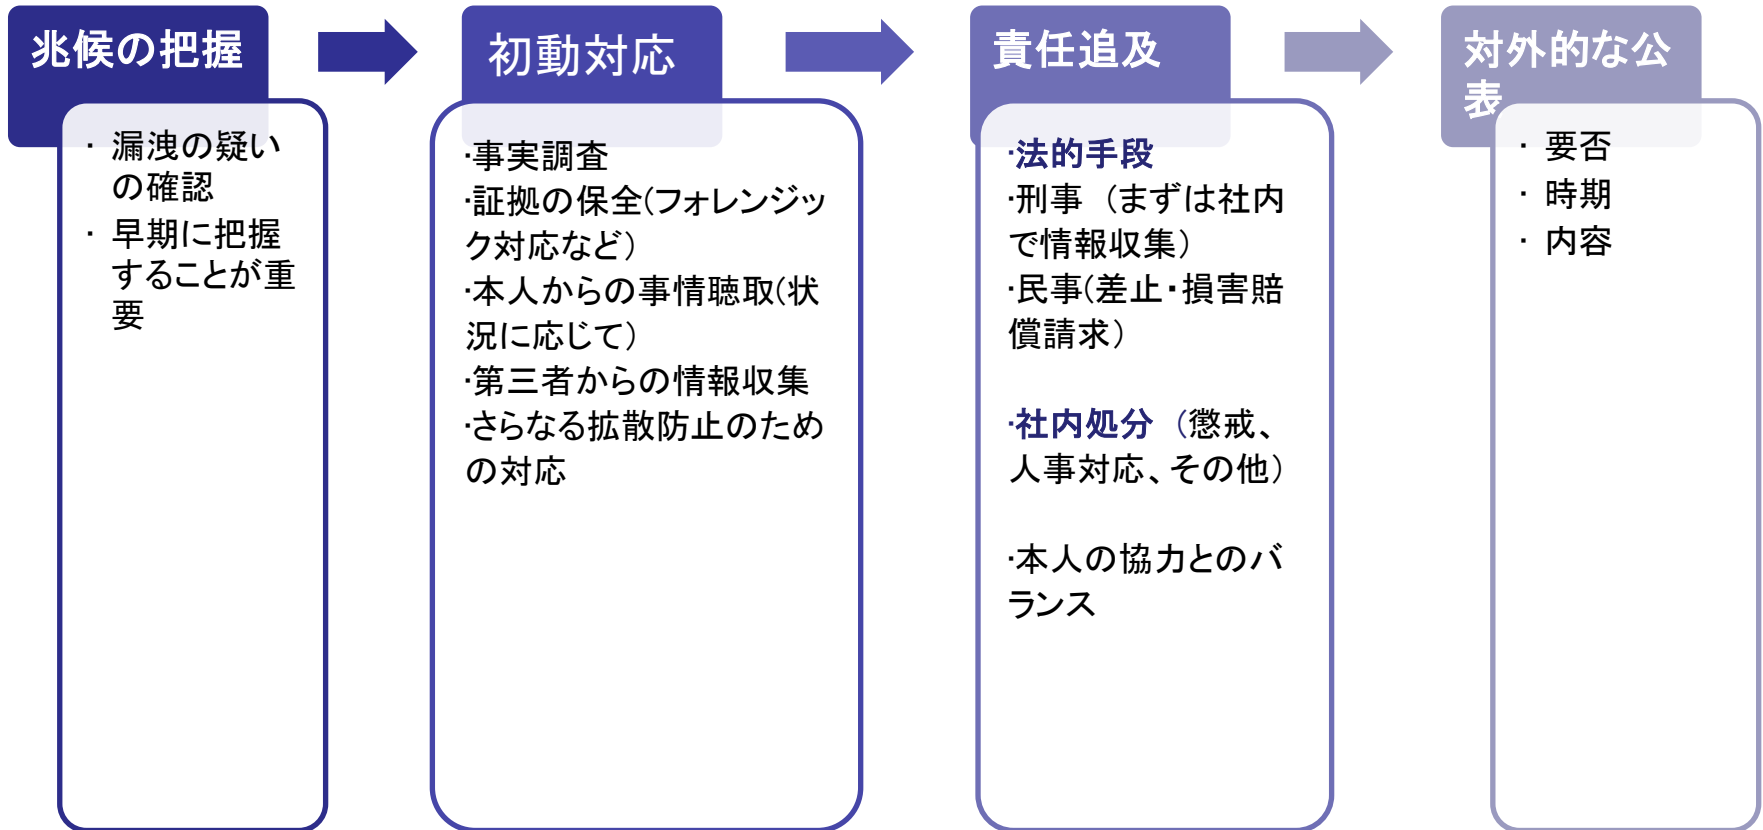 兆候の把握
・ 漏洩の疑い
の確認
・ 早期に把握
することが重
要
初動対応
・事実調査
・証拠の保全(フォレンジッ
ク対応など）
・本人からの事情聴取(状
況に応じて）
・第三者からの情報収集
・さらなる拡散防止のため
の対応
責任追及
・法的手段
・刑事（まずは社内
で情報収集）
・民事(差止・損害賠
償請求）
・社内処分（懲戒、
人事対応、その他）
・本人の協力とのバ
ランス
対外的な公
表
・ 要否
・ 時期
・ 内容